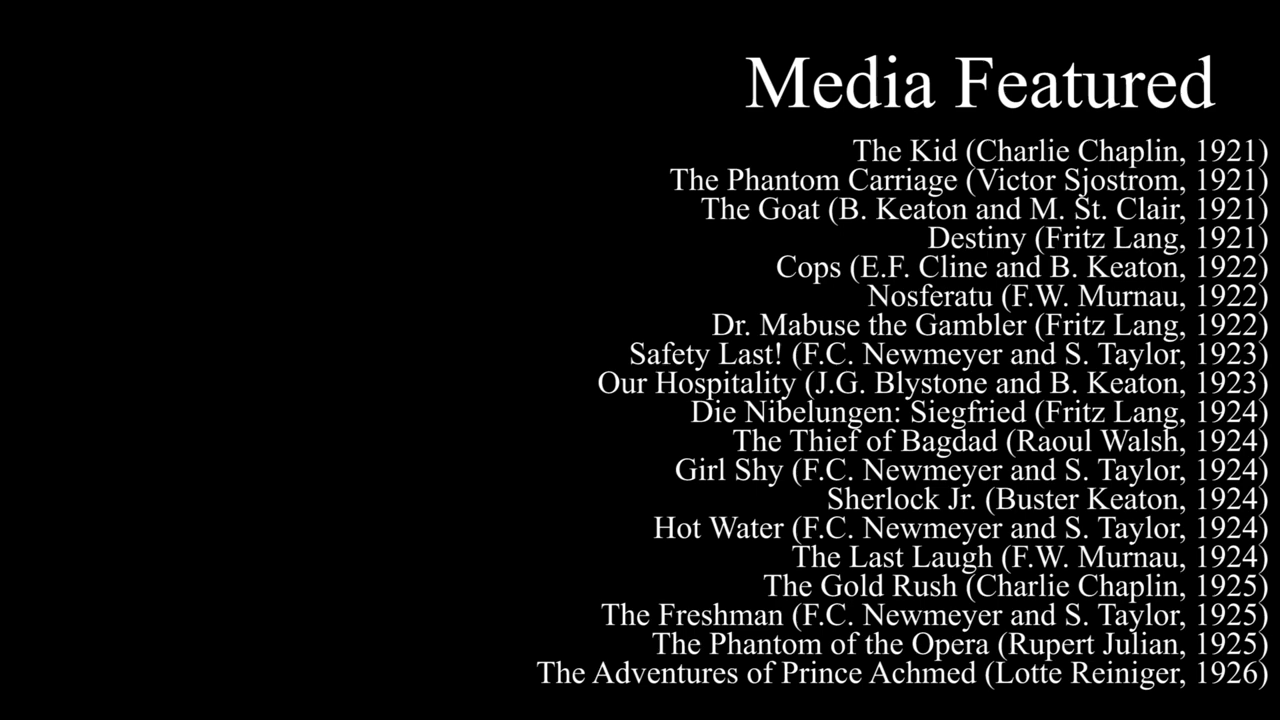 Media Featured
The Kid (Charlie Chaplin, 1921)
The Phantom Carriage (Victor Sjostrom, 1921)
The Goat (B. Keaton and M. St. Clair, 1921)
Destiny (Fritz Lang, 1921)
Cops (E.F. Cline and B. Keaton, 1922)
Nosferatu (F.W. Murnau, 1922)
Dr. Mabuse the Gambler (Fritz Lang, 1922)
Safety Last! (F.C. Newmeyer and S. Taylor, 1923)
Our Hospitality (J.G. Blystone and B. Keaton, 1923)
Die Nibelungen: Siegfried (Fritz Lang, 1924)
The Thief of Bagdad (Raoul Walsh, 1924)
Girl Shy (F.C. Newmeyer and S. Taylor, 1924)
Sherlock Jr. (Buster Keaton, 1924)
Hot Water (F.C. Newmeyer and S. Taylor, 1924)
The Last Laugh (F.W. Murnau, 1924)
The Gold Rush (Charlie Chaplin, 1925)
The Freshman (F.C. Newmeyer and S. Taylor, 1925)
The Phantom of the Opera (Rupert Julian, 1925)
The Adventures of Prince Achmed (Lotte Reiniger, 1926)